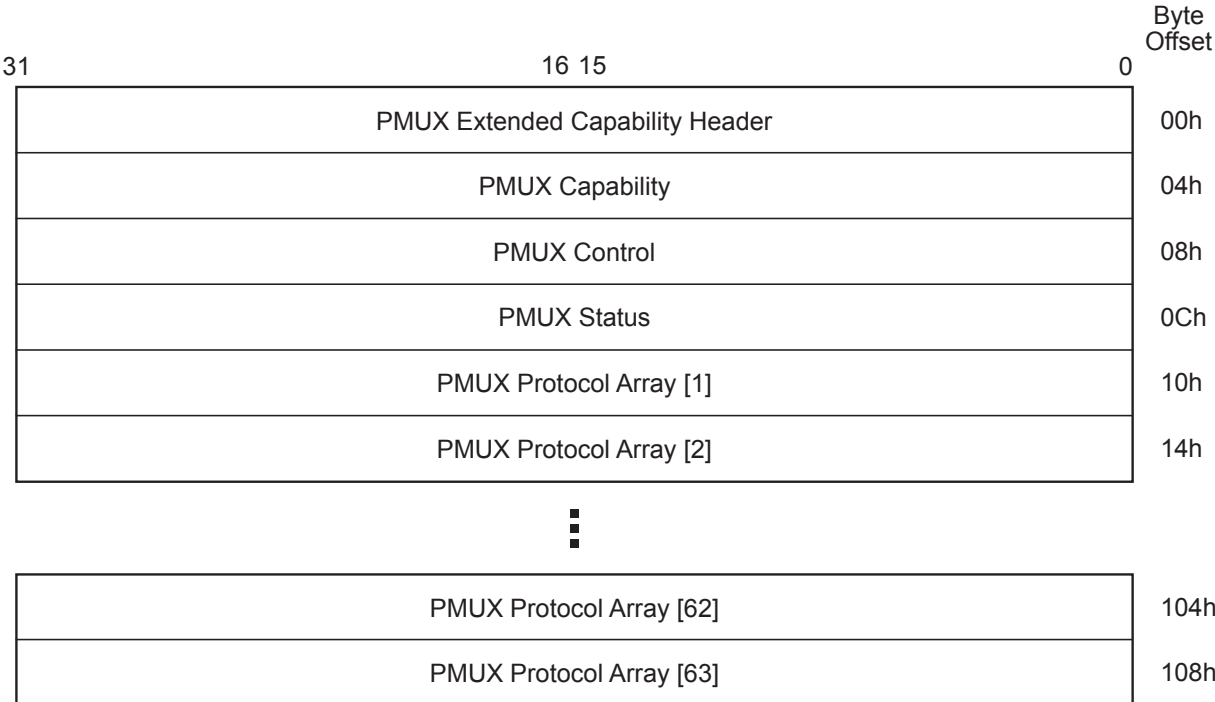 Byte
Offset
31 16 15 0
PMUX Extended Capability Header 00h
PMUX Capability 04h
PMUX Control 08h
PMUX Status 0Ch
PMUX Protocol Array [1] 10h
PMUX Protocol Array [2] 14h
PMUX Protocol Array [62] 104h
PMUX Protocol Array [63] 108h